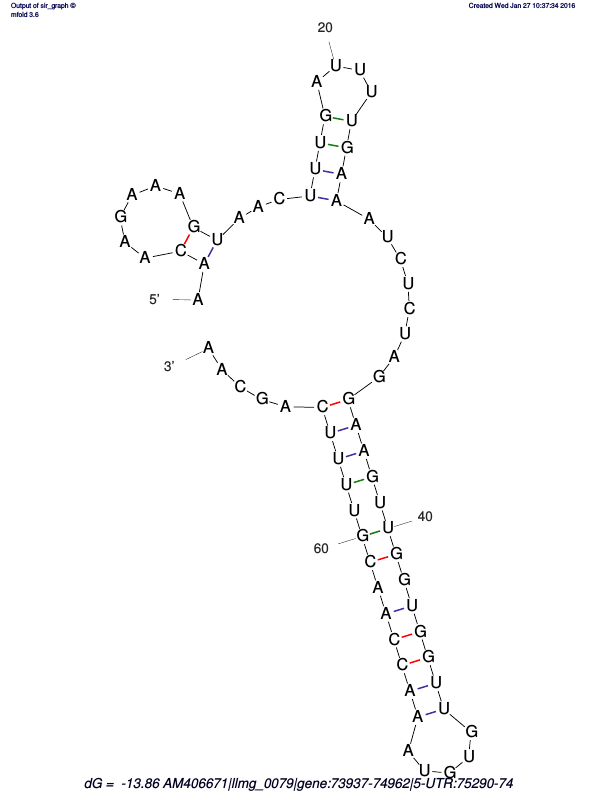 Output of sir_graph ©
mfold 3.6
Created Wed Jan 27 10:37:34 2016
5'
A A C A A G A A A G U A A C U U U G A U U U U G A A A U C U C U A G G A A G U U G G U G G U U G U G U A A A C C A A C G U U U U C A G C A A
3'
20
40
60
dG = -13.86 AM406671|llmg_0079|gene:73937-74962|5-UTR:75290-74